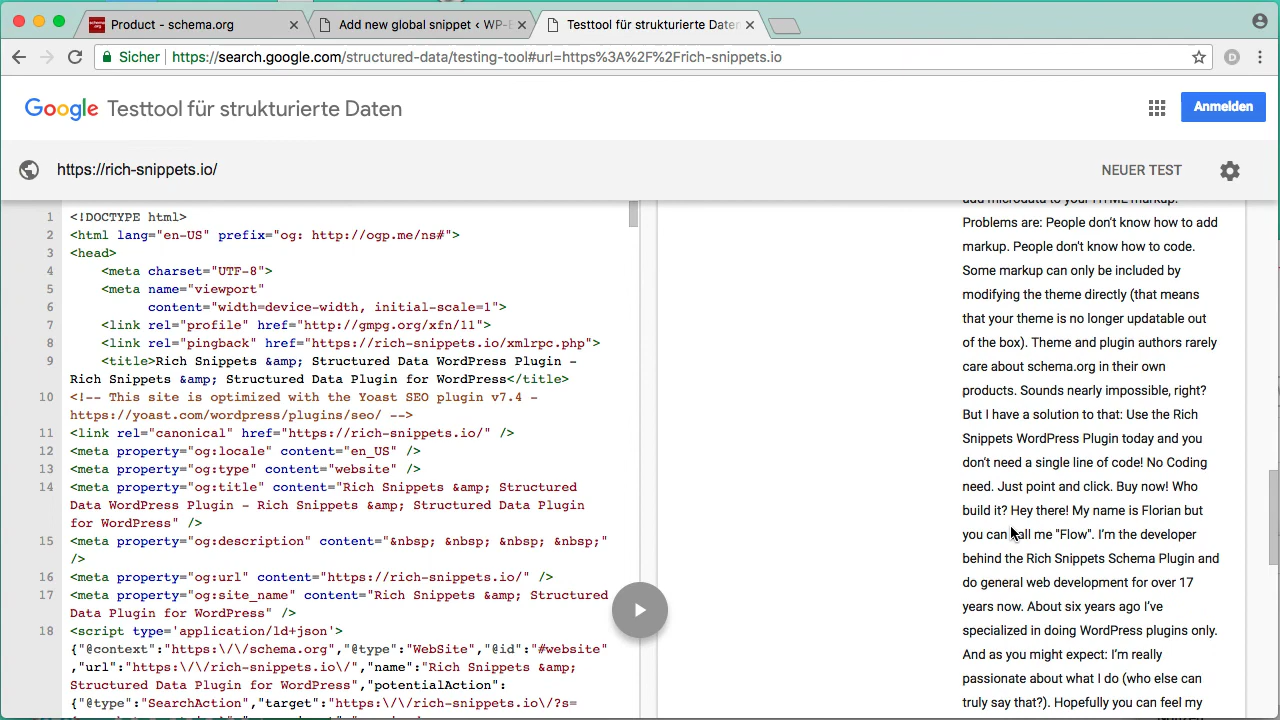 Product - schema.org
Add new global snippet ‹ WP-
Testtool für strukturierte Daten
Sicher
https://search.google.com/structured-data/testing-tool#url=https%3A%2F%2Frich-snippets.io
D
Google Testtool für strukturierte Daten
Anmelden
https://rich-snippets.io/
NEUER TEST
1 <!DOCTYPE html>
2 <html lang="en-US" prefix="og: http://ogp.me/ns#">
3 <head>
4 <meta charset="UTF-8">
5 <meta name="viewport"
6 content="width=device-width, initial-scale=1">
7 <link rel="profile" href="http://gmpg.org/xfn/11">
8 <link rel="pingback" href="https://rich-snippets.io/xmlrpc.php">
9 <title>Rich Snippets &amp; Structured Data WordPress Plugin -
Rich Snippets &amp; Structured Data Plugin for WordPress</title>
10 <!-- This site is optimized with the Yoast SEO plugin v7.4 -
https://yoast.com/wordpress/plugins/seo/ -->
11 <link rel="canonical" href="https://rich-snippets.io/" />
12 <meta property="og:locale" content="en_US" />
13 <meta property="og:type" content="website" />
14 <meta property="og:title" content="Rich Snippets &amp; Structured
Data WordPress Plugin - Rich Snippets &amp; Structured Data Plugin
for WordPress" />
15 <meta property="og:description" content="&nbsp; &nbsp; &nbsp; &nbsp;"
/>
16 <meta property="og:url" content="https://rich-snippets.io/" />
17 <meta property="og:site_name" content="Rich Snippets &amp; Structured
Data Plugin for WordPress" />
18 <script type='application/ld+json'>
{"@context":"https:\/\/schema.org","@type":"WebSite","@id":"#website"
,"url":"https:\/\/rich-snippets.io\/","name":"Rich Snippets &amp;
Structured Data Plugin for WordPress","potentialAction":
{"@type":"SearchAction","target":"https:\/\/rich-snippets.io\/?s=
add microdata to your HTML markup.
Problems are: People don't know how to add
markup. People don't know how to code.
Some markup can only be included by
modifying the theme directly (that means
that your theme is no longer updatable out
of the box). Theme and plugin authors rarely
care about schema.org in their own
products. Sounds nearly impossible, right?
But I have a solution to that: Use the Rich
Snippets WordPress Plugin today and you
don't need a single line of code! No Coding
need. Just point and click. Buy now! Who
build it? Hey there! My name is Florian but
you can call me "Flow". I'm the developer
behind the Rich Snippets Schema Plugin and
do general web development for over 17
years now. About six years ago I've
specialized in doing WordPress plugins only.
And as you might expect: I'm really
passionate about what I do (who else can
truly say that?). Hopefully you can feel my